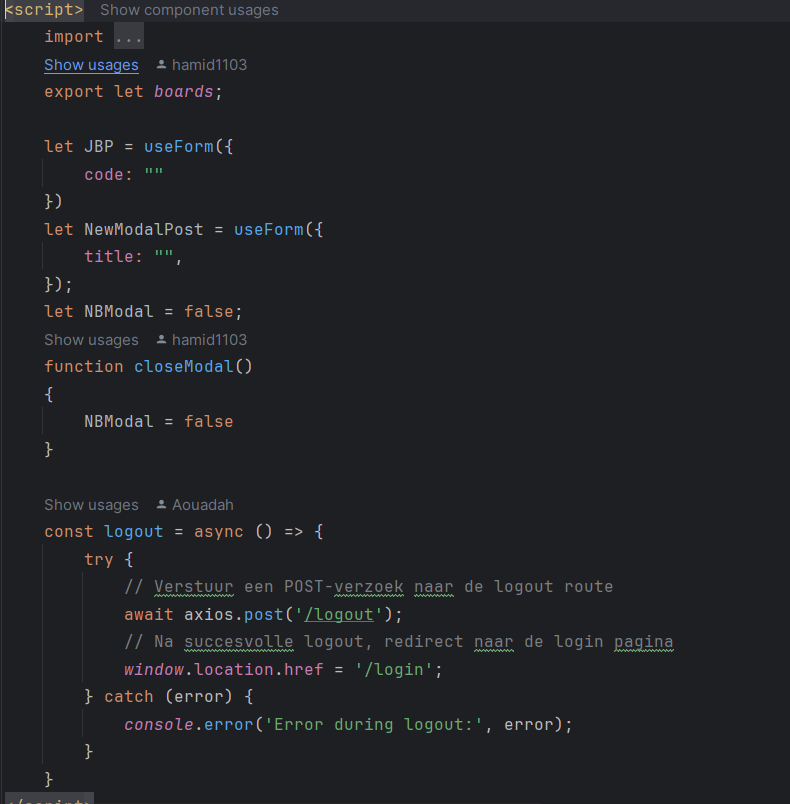 <script> Show component usages
import ...
Show usages hamid1103
export let boards;
let JBP = useForm({
code: ""
})
let NewModalPost = useForm({
title: "",
});
let NBModal = false;
Show usages hamid1103
function closeModal()
{
NBModal = false
}
Show usages Aouadah
const logout = async () => {
try {
// Verstuur een POST-verzoek naar de logout route
await axios.post('/logout');
// Na succesvolle logout, redirect naar de login pagina
window.location.href = '/login';
} catch (error) {
console.error('Error during logout:', error);
}
}
</script>